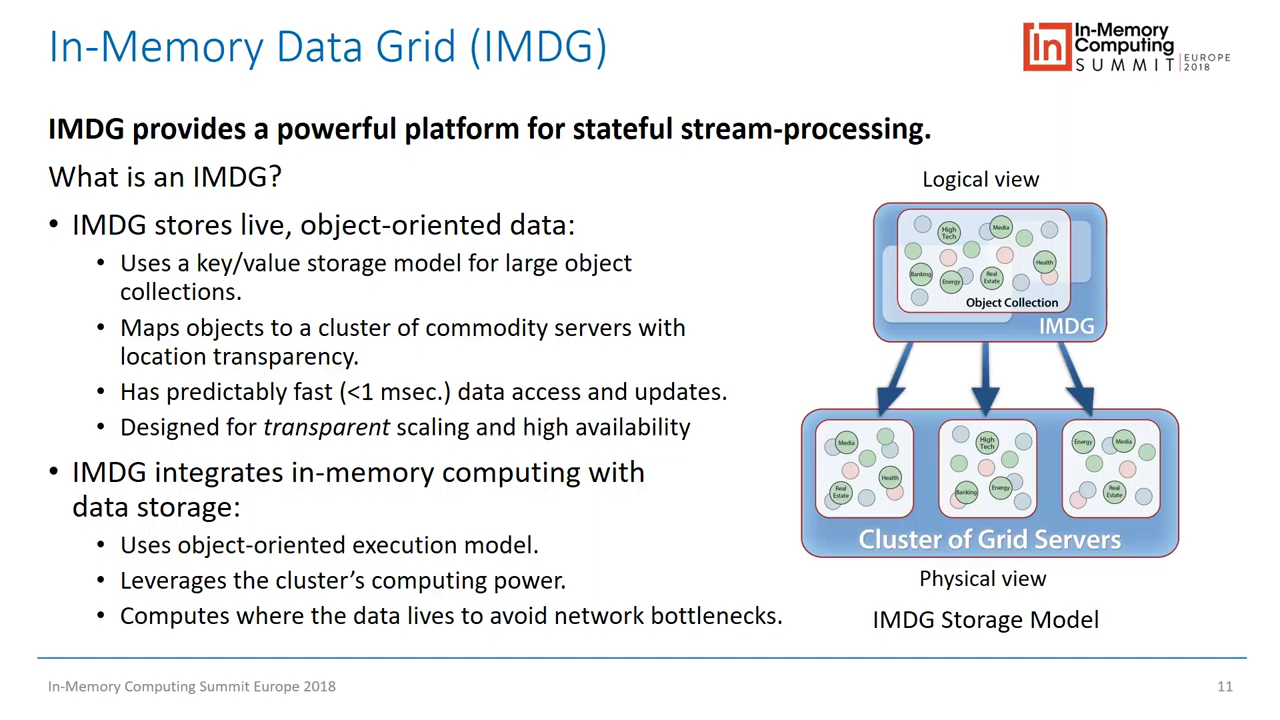 In-Memory Data Grid (IMDG)
In-Memory
Computing
SUMMIT
EUROPE
2018
IMDG provides a powerful platform for stateful stream-processing.
What is an IMDG?
• IMDG stores live, object-oriented data:
• Uses a key/value storage model for large object
collections.
• Maps objects to a cluster of commodity servers with
location transparency.
• Has predictably fast (<1 msec.) data access and updates.
• Designed for transparent scaling and high availability
• IMDG integrates in-memory computing with
data storage:
• Uses object-oriented execution model.
• Leverages the cluster’s computing power.
• Computes where the data lives to avoid network bottlenecks.
Logical view
High
Tech
Media
Banking
Energy
Real
Estate
Health
Object Collection
IMDG
Media
Health
Real
Estate
High
Tech
Banking
Energy
Energy
Media
Real
Estate
Cluster of Grid Servers
Physical view
IMDG Storage Model
In-Memory Computing Summit Europe 2018
11